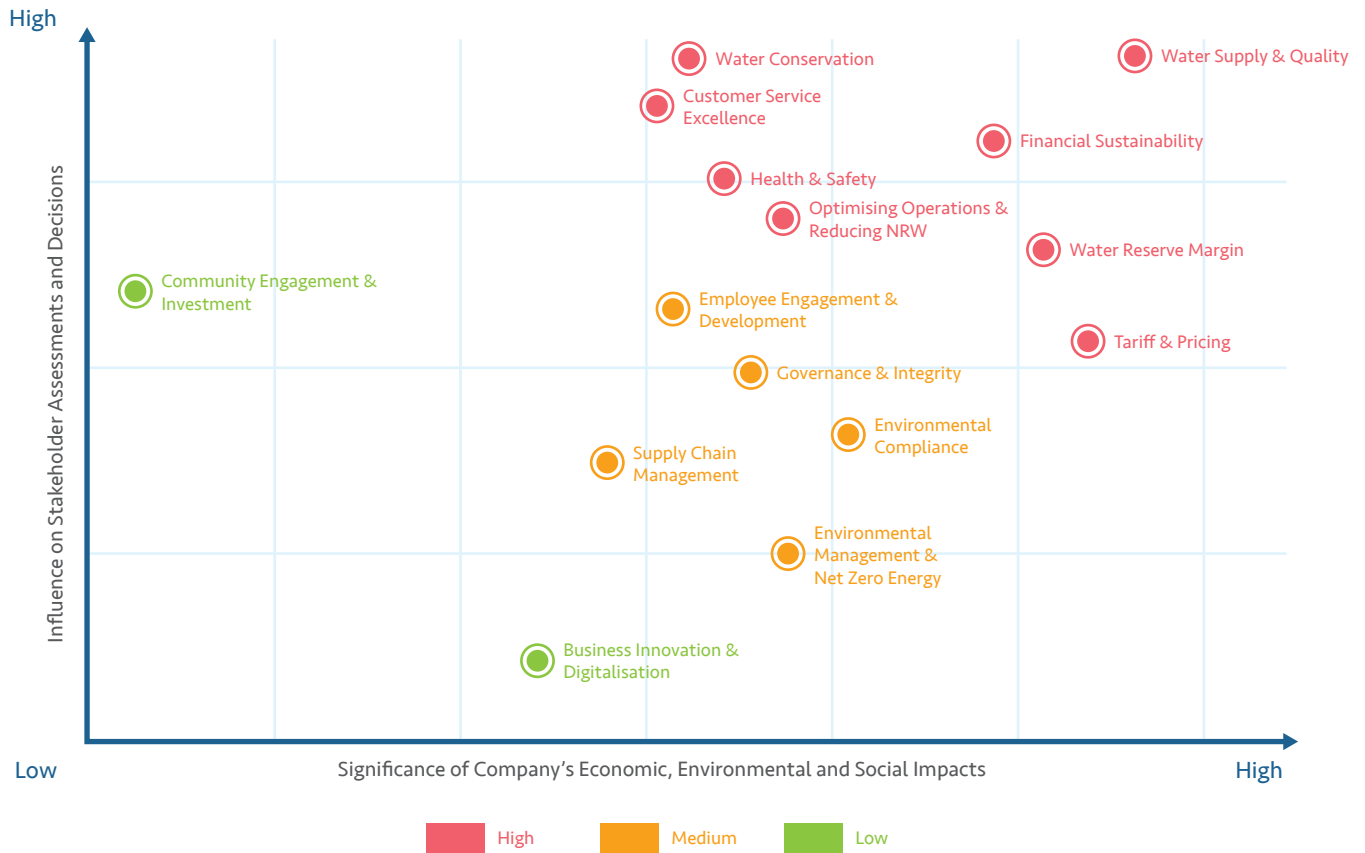 High
Water Conservation
Water Supply & Quality
Customer Service
Excellence
Financial Sustainability
Health & Safety
Optimising Operations &
Reducing NRW
Water Reserve Margin
Community Engagement &
Investment
Employee Engagement &
Development
Tariff & Pricing
Governance & Integrity
Environmental
Compliance
Supply Chain
Management
Environmental
Management &
Net Zero Energy
Business Innovation &
Digitalisation
Influence on Stakeholder Assessments and Decisions
Low
Significance of Company’s Economic, Environmental and Social Impacts
High
High
Medium
Low